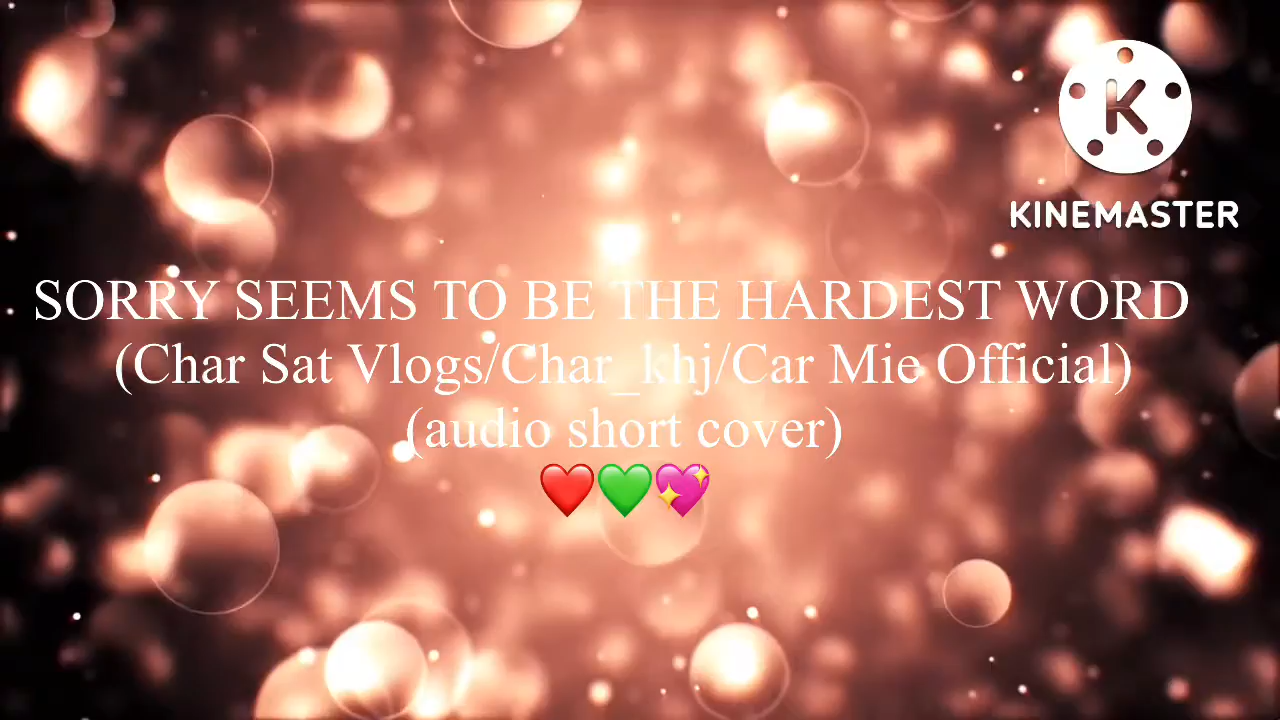 K
KINEMASTER
SORRY SEEMS TO BE THE HARDEST WORD
(Char Sat Vlogs/Char_khj/Car Mie Official)
(audio short cover)
❤️💚💖